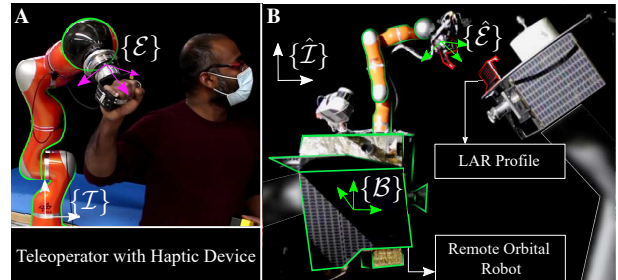 A
{ℰ}
{ℐ}
Teleoperator with Haptic Device
B
{ℐ̂}
{ℰ̂}
{ℬ}
LAR Profile
Remote Orbital
Robot